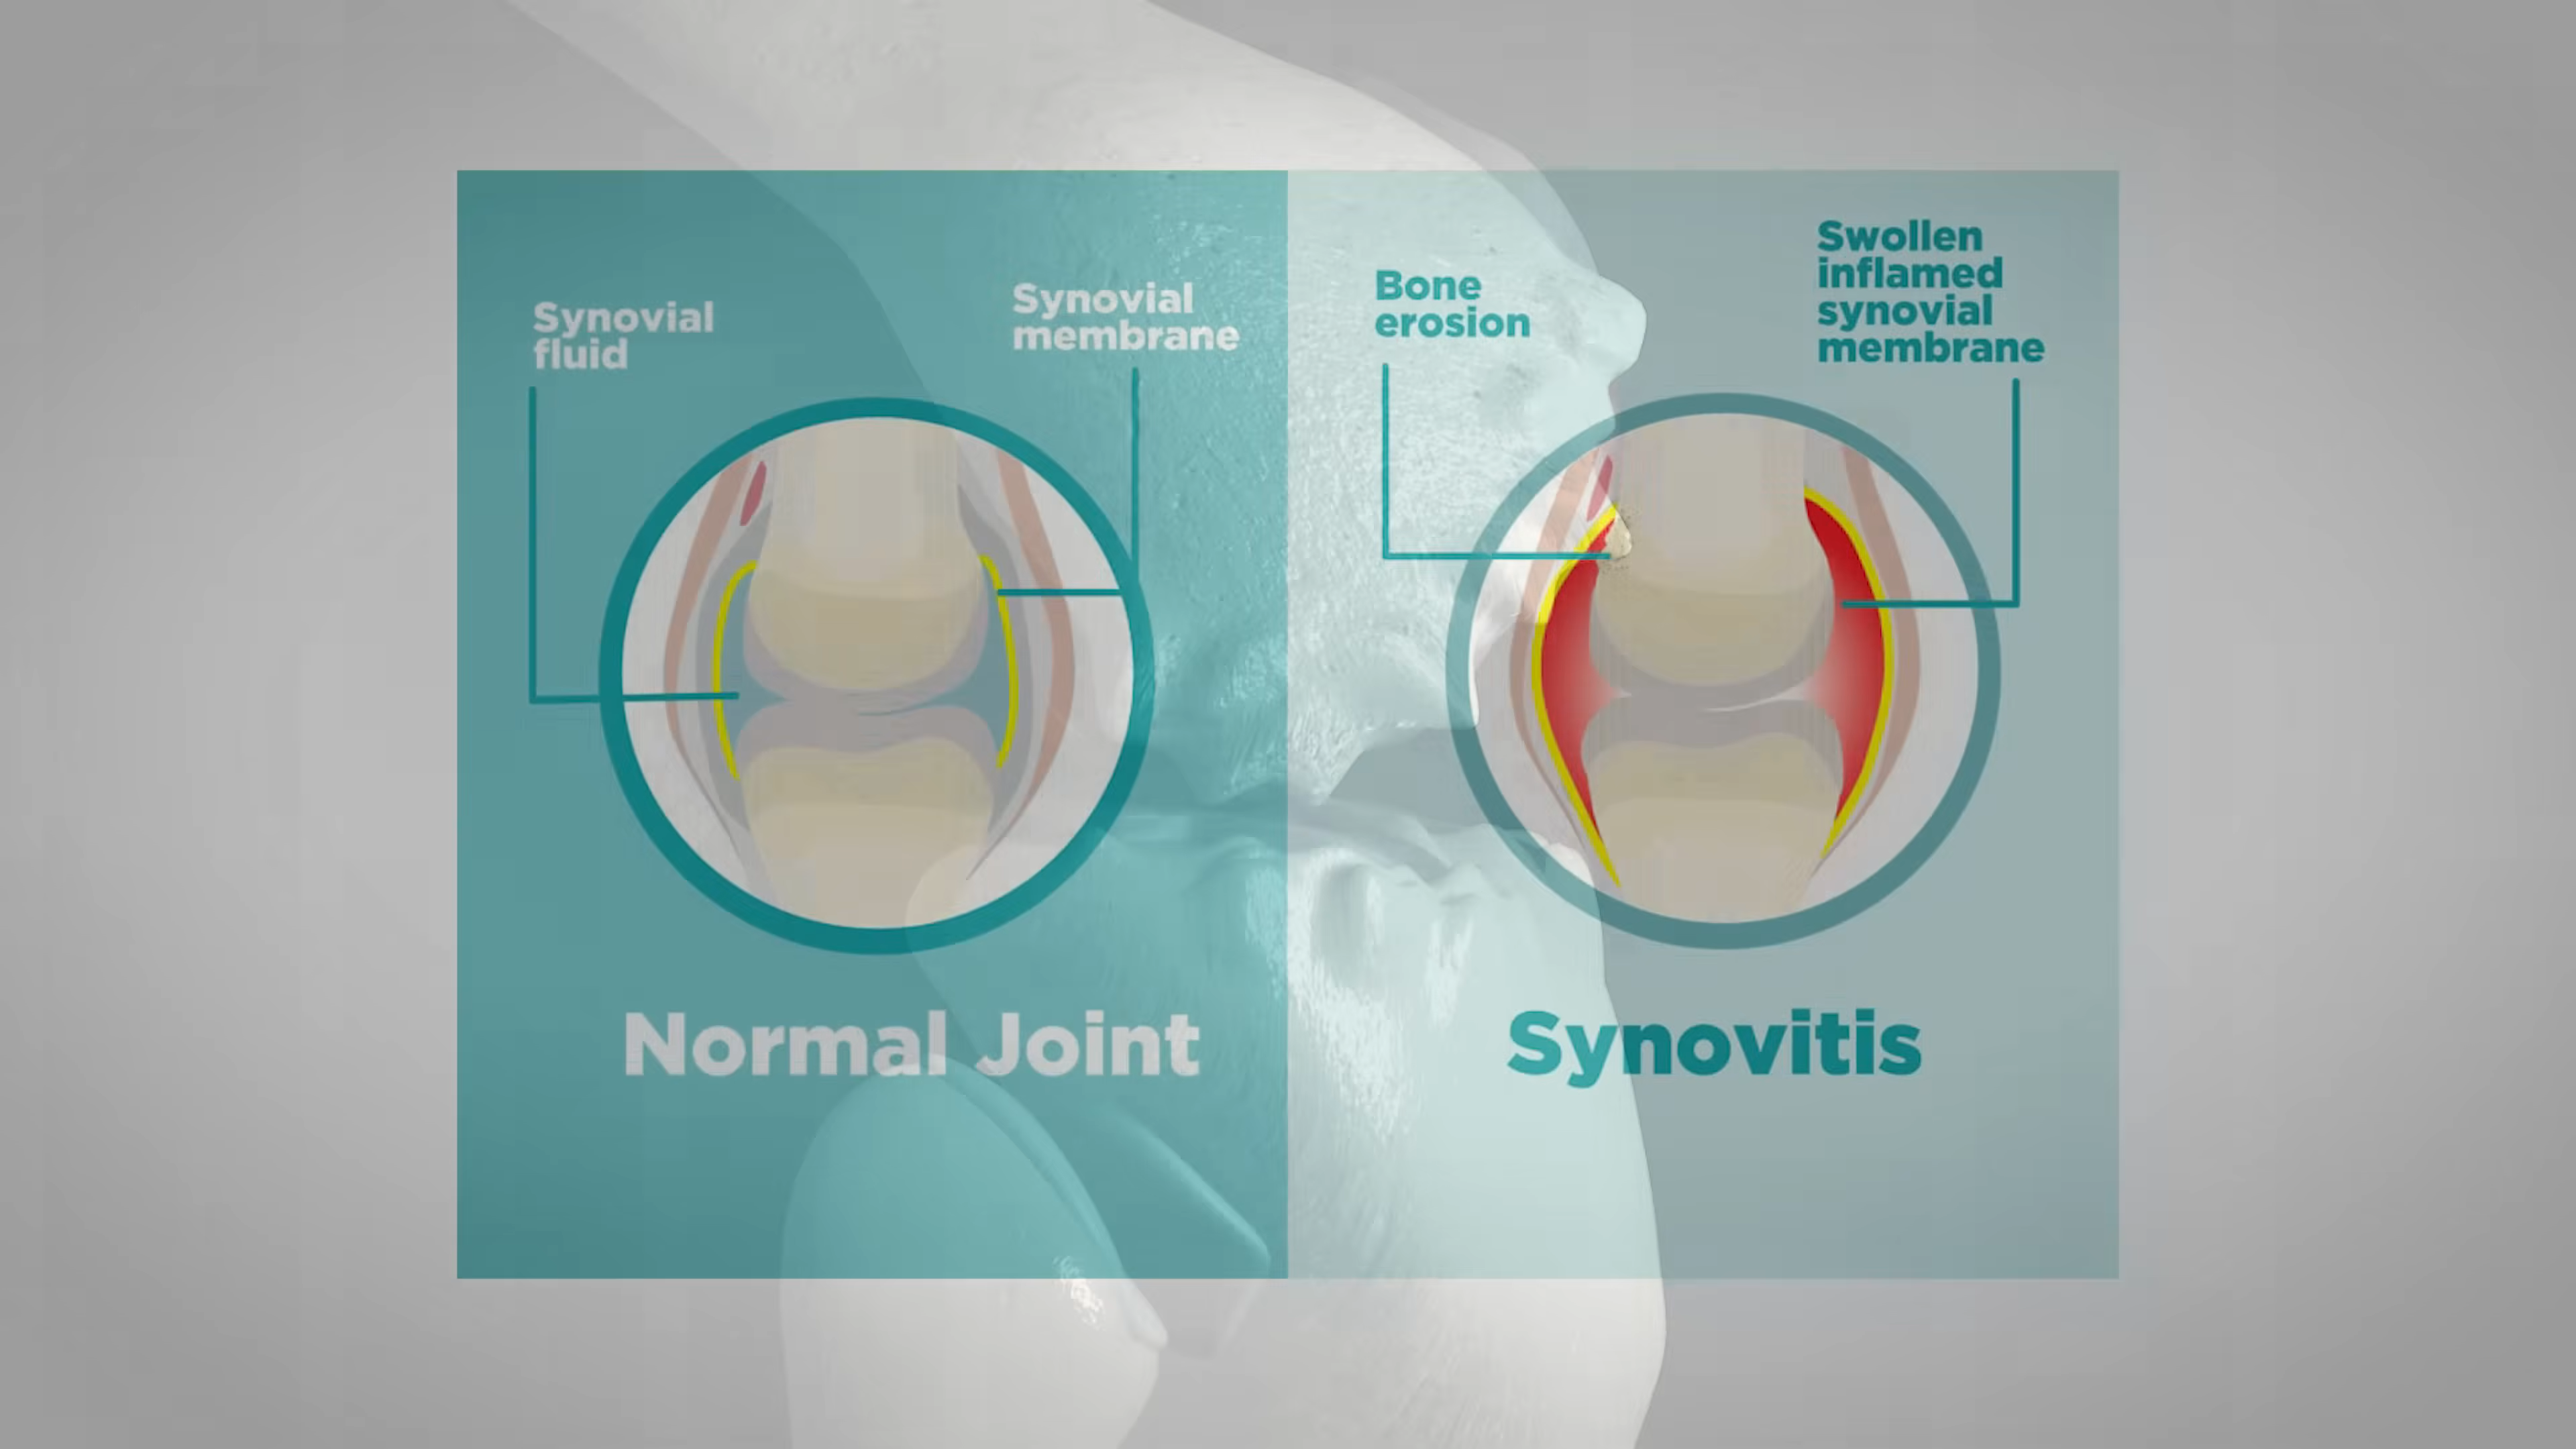 Synovial
fluid
Synovial
membrane
Normal Joint
Bone
erosion
Swollen
inflamed
synovial
membrane
Synovitis